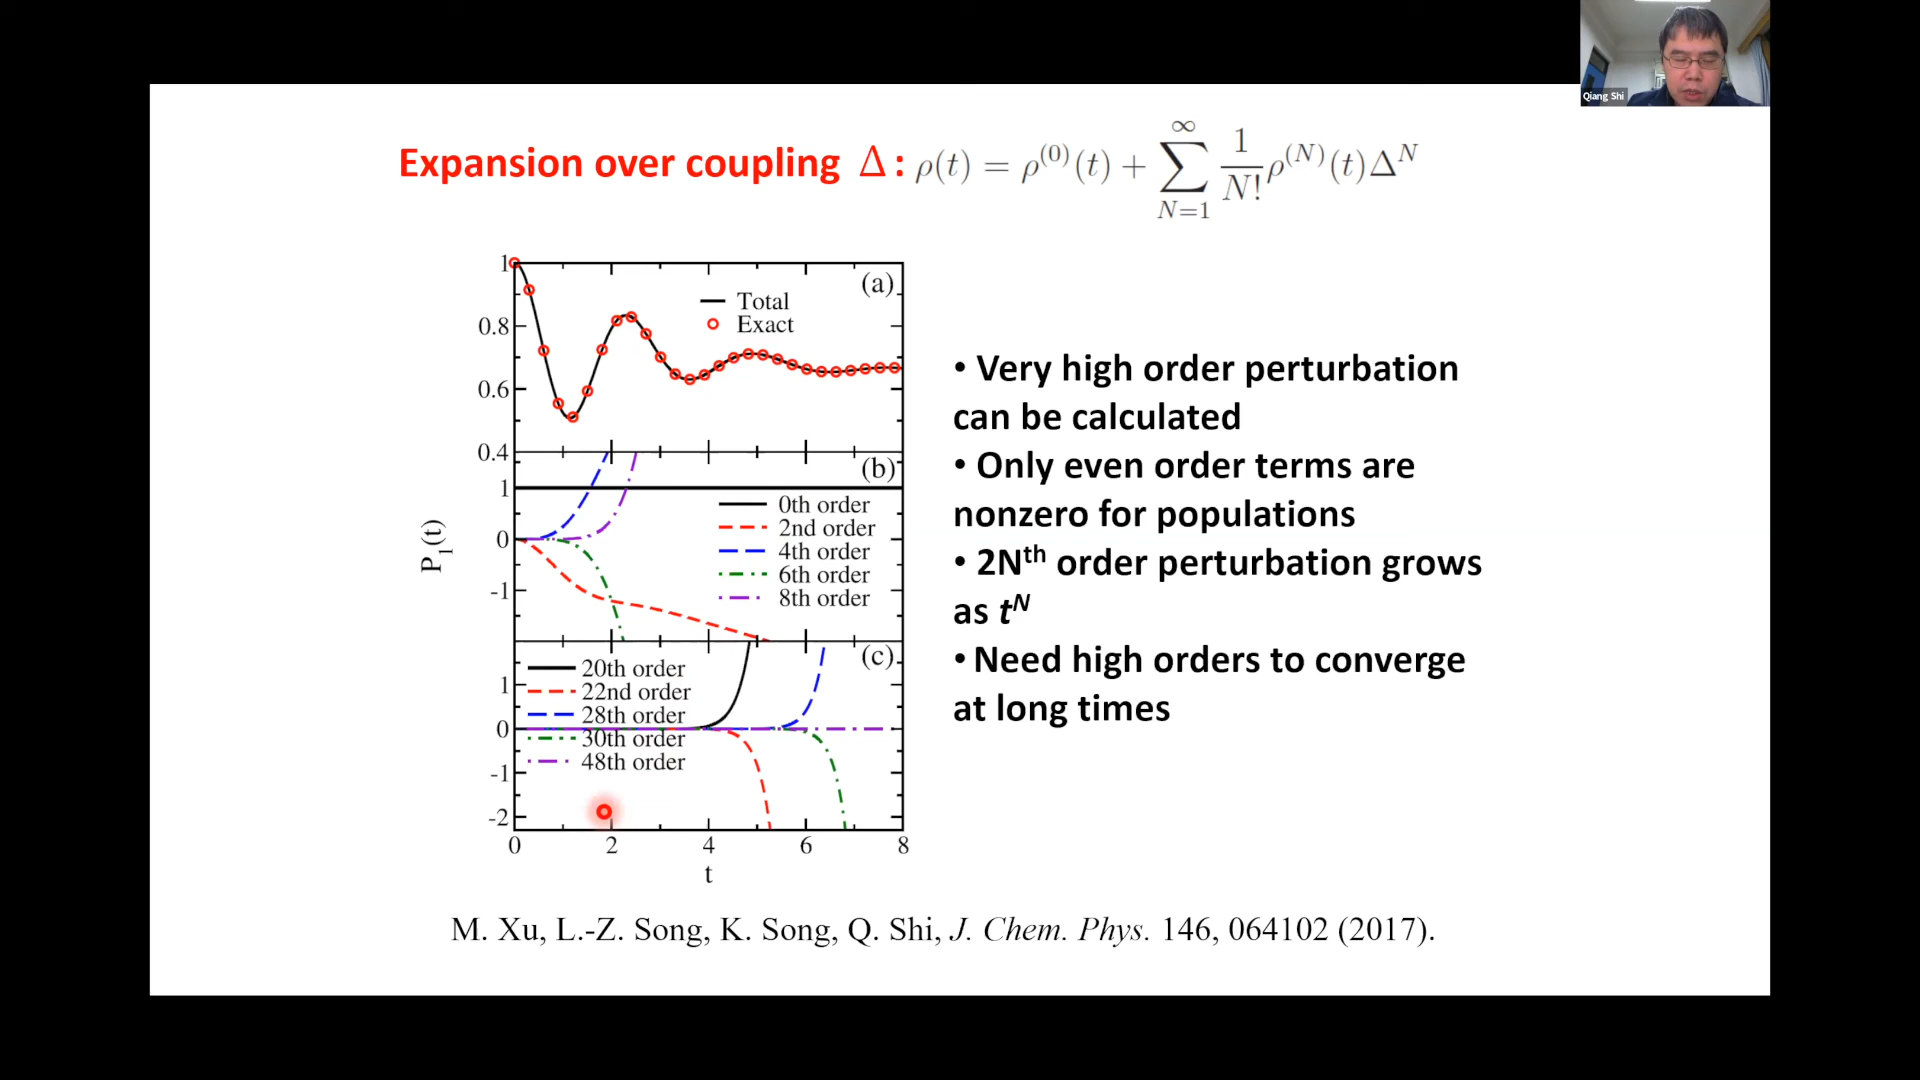 Qiang Shi
Expansion over coupling Δ : ρ(t) = ρ^(0)(t) + ∑_{N=1}^{∞} 1/N! ρ^(N)(t)Δ^N
1
0.8
0.6
0.4
(a)
Total
Exact
1
0
-1
(b)
0th order
2nd order
4th order
6th order
8th order
P₁(t)
1
0
-1
-2
(c)
20th order
22nd order
28th order
30th order
48th order
0 2 4 6 8
t
• Very high order perturbation
can be calculated
• Only even order terms are
nonzero for populations
• 2Nth order perturbation grows
as t^N
• Need high orders to converge
at long times
M. Xu, L.-Z. Song, K. Song, Q. Shi, J. Chem. Phys. 146, 064102 (2017).